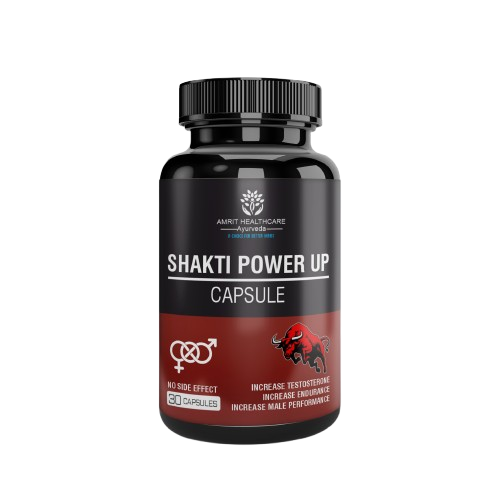 AMRIT HEALTHCARE
Ayurveda
SHAKTI POWER UP
CAPSULE
NO SIDE EFFECT
30 CAPSULES
INCREASE TESTOSTERONE
INCREASE ENDURANCE
INCREASE MALE PERFORMANCE